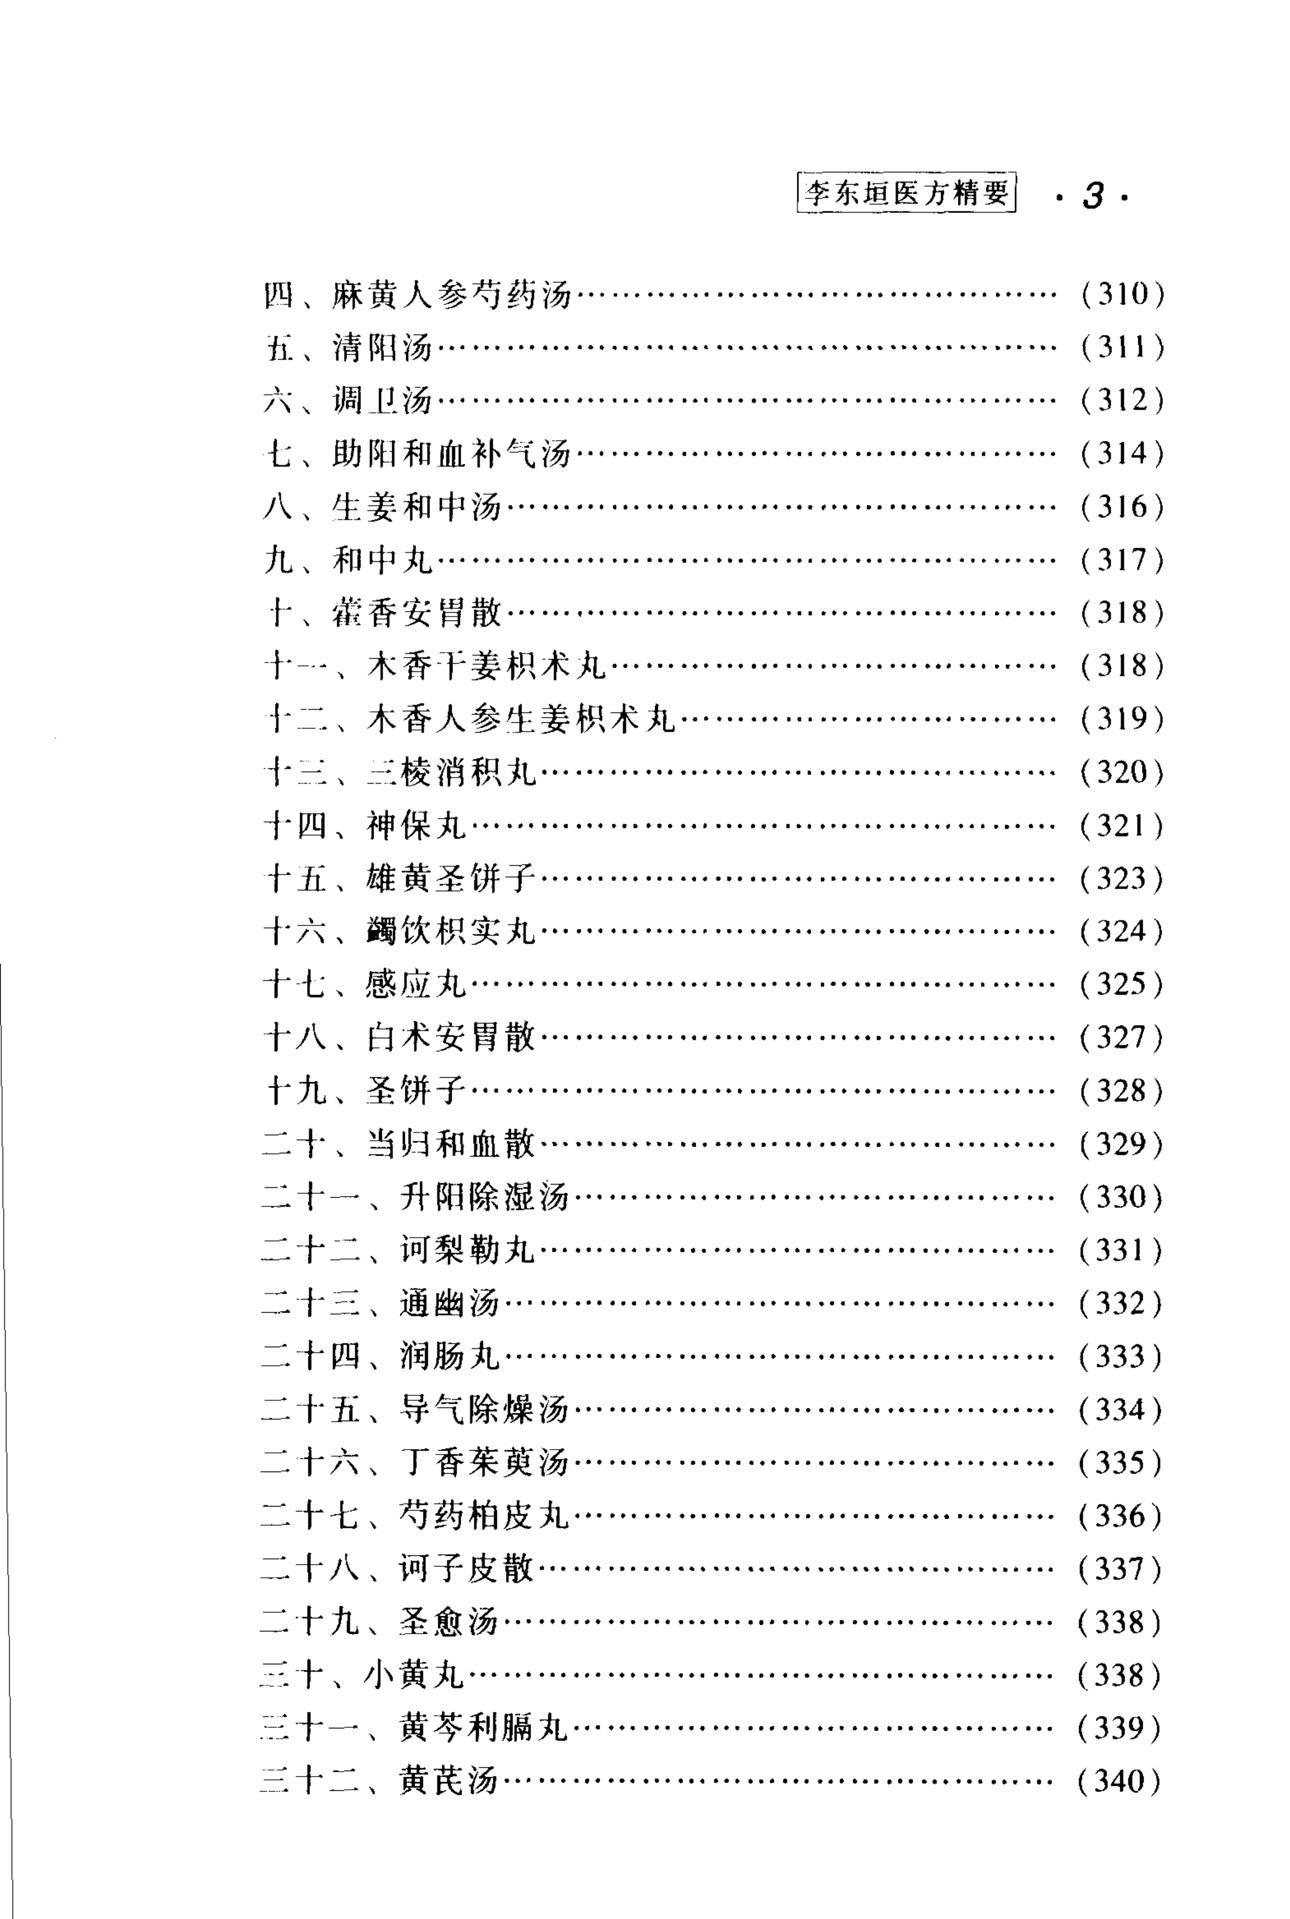 李东垣医方精要 ·3·
四、麻黄人参芍药汤…………………………………… (310)
五、清阳汤…………………………………… (311)
六、调卫汤…………………………………… (312)
七、助阳和血补气汤…………………………………… (314)
八、生姜和中汤…………………………………… (316)
九、和中丸…………………………………… (317)
十、藿香安胃散…………………………………… (318)
十一、木香干姜枳术丸…………………………………… (318)
十二、木香人参生姜枳术丸…………………………………… (319)
十三、三棱消积丸…………………………………… (320)
十四、神保丸…………………………………… (321)
十五、雄黄圣饼子…………………………………… (323)
十六、蠲饮枳实丸…………………………………… (324)
十七、感应丸…………………………………… (325)
十八、白术安胃散…………………………………… (327)
十九、圣饼子…………………………………… (328)
二十、当归和血散…………………………………… (329)
二十一、升阳除湿汤…………………………………… (330)
二十二、诃梨勒丸…………………………………… (331)
二十三、通幽汤…………………………………… (332)
二十四、润肠丸…………………………………… (333)
二十五、导气除燥汤…………………………………… (334)
二十六、丁香茱萸汤…………………………………… (335)
二十七、芍药柏皮丸…………………………………… (336)
二十八、诃子皮散…………………………………… (337)
二十九、圣愈汤…………………………………… (338)
三十、小黄丸…………………………………… (338)
三十一、黄芩利膈丸…………………………………… (339)
三十二、黄芪汤…………………………………… (340)